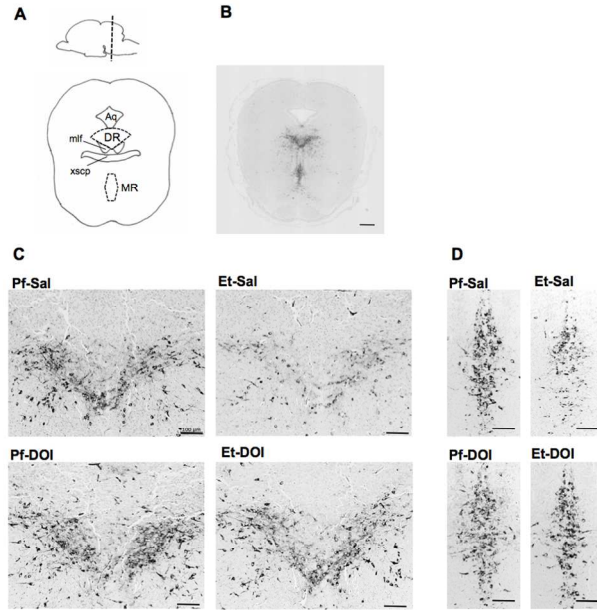 A
B
Aq
DR
mlf
xscp
MR
C
D
Pf-Sal
Et-Sal
Pf-Sal
Et-Sal
100 µm
Pf-DOI
Et-DOI
Pf-DOI
Et-DOI